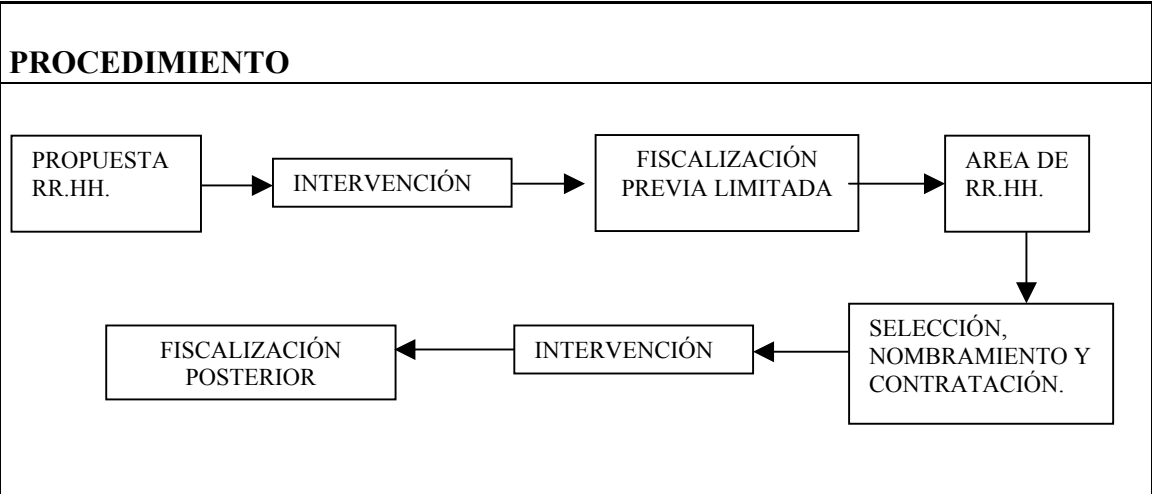 PROCEDIMIENTO
PROPUESTA
RR.HH.
INTERVENCIÓN
FISCALIZACIÓN
PREVIA LIMITADA
AREA DE
RR.HH.
SELECCIÓN,
NOMBRAMIENTO Y
CONTRATACIÓN.
INTERVENCIÓN
FISCALIZACIÓN
POSTERIOR